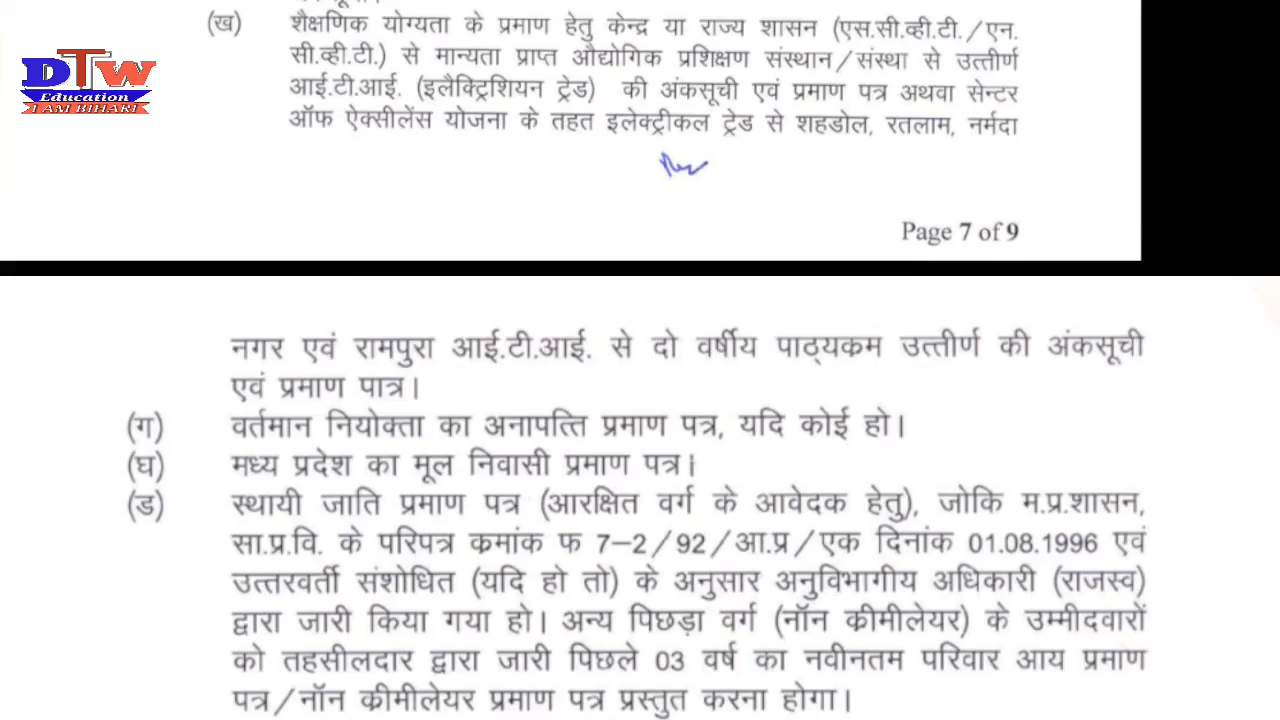 DTW
Education
I AM BIHARI
(ख) शैक्षणिक योग्यता के प्रमाण हेतु केन्द्र या राज्य शासन (एस.सी.व्ही.टी./एन.
सी.व्ही.टी.) से मान्यता प्राप्त औद्योगिक प्रशिक्षण संस्थान/संस्था से उत्तीर्ण
आई.टी.आई. (इलैक्ट्रिशियन ट्रेड) की अंकसूची एवं प्रमाण पत्र अथवा सेन्टर
ऑफ ऐक्सीलेंस योजना के तहत इलेक्ट्रीकल ट्रेड से शहडोल, रतलाम, नर्मदा
Page 7 of 9
नगर एवं रामपुरा आई.टी.आई. से दो वर्षीय पाठ्यकम उत्तीर्ण की अंकसूची
एवं प्रमाण पात्र।
(ग) वर्तमान नियोक्ता का अनापत्ति प्रमाण पत्र, यदि कोई हो।
(घ) मध्य प्रदेश का मूल निवासी प्रमाण पत्र।
(ड) स्थायी जाति प्रमाण पत्र (आरक्षित वर्ग के आवेदक हेतु), जोकि म.प्र.शासन,
सा.प्र.वि. के परिपत्र कमांक फ 7–2/92/आ.प्र/एक दिनांक 01.08.1996 एवं
उत्तरवर्ती संशोधित (यदि हो तो) के अनुसार अनुविभागीय अधिकारी (राजस्व)
द्वारा जारी किया गया हो। अन्य पिछड़ा वर्ग (नॉन कीमीलेयर) के उम्मीदवारों
को तहसीलदार द्वारा जारी पिछले 03 वर्ष का नवीनतम परिवार आय प्रमाण
पत्र/नॉन कीमीलेयर प्रमाण पत्र प्रस्तुत करना होगा।